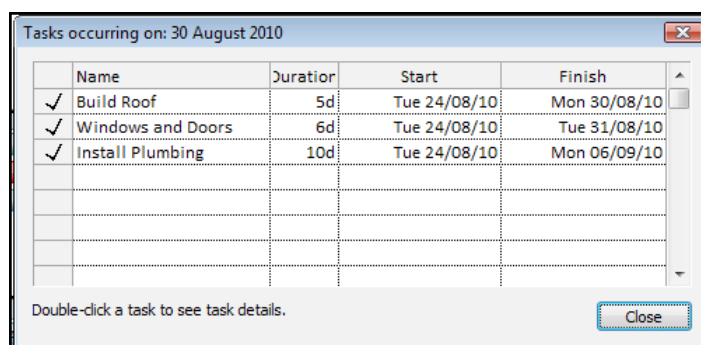 Tasks occurring on: 30 August 2010
Name Duration Start Finish
Build Roof 5d Tue 24/08/10 Mon 30/08/10
Windows and Doors 6d Tue 24/08/10 Tue 31/08/10
Install Plumbing 10d Tue 24/08/10 Mon 06/09/10
Double-click a task to see task details.
Close